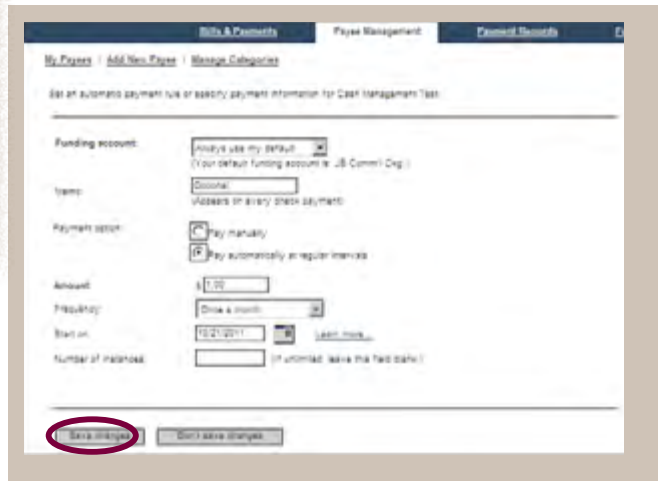 Bills & Payments Payee Management Payment Records
My Payees | Add New Payee | Manage Categories
Set an automatic payment rule or specify payment information for Cash Management Test
Funding account: Always use my default
(Your default funding account is: JB Comm'l Ckg.)
Name: Optional
(Appears on every check payment)
Payment option: Pay manually
Pay automatically at regular intervals
Amount: $ 1.00
Frequency: Once a month
Start on: 10/21/2011 Learn more...
Number of instances: (If unlimited, leave this field blank.)
Save changes Don't save changes